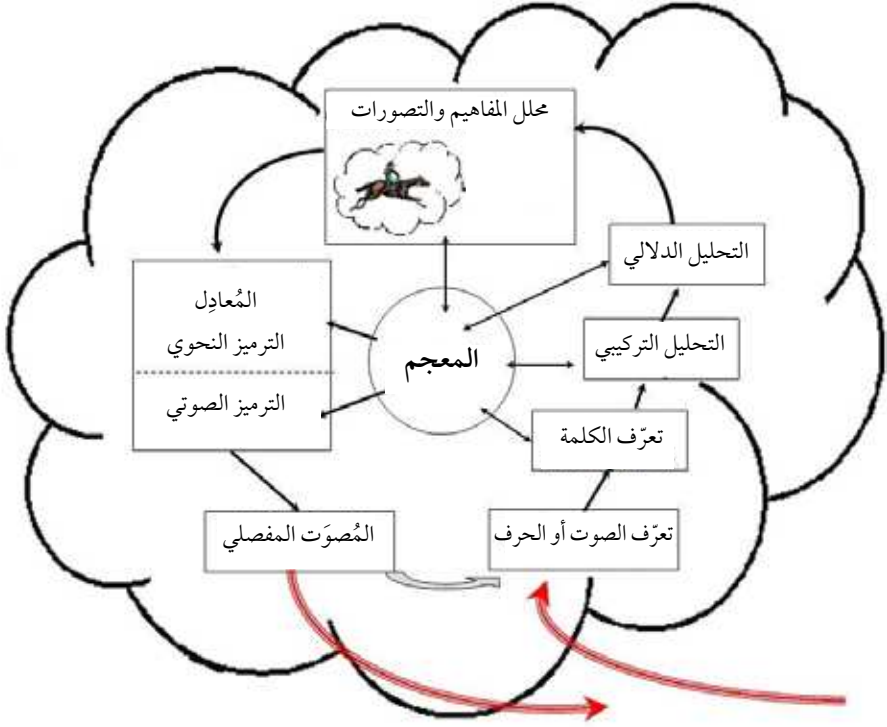 محلل المفاهيم والتصورات
التحليل الدلالي
المُعادِل
الترميز النحوي
التحليل التركيبي
المعجم
الترميز الصوتي
تعرّف الكلمة
تعرّف الصوت أو الحرف
المُصوَت المفصلي